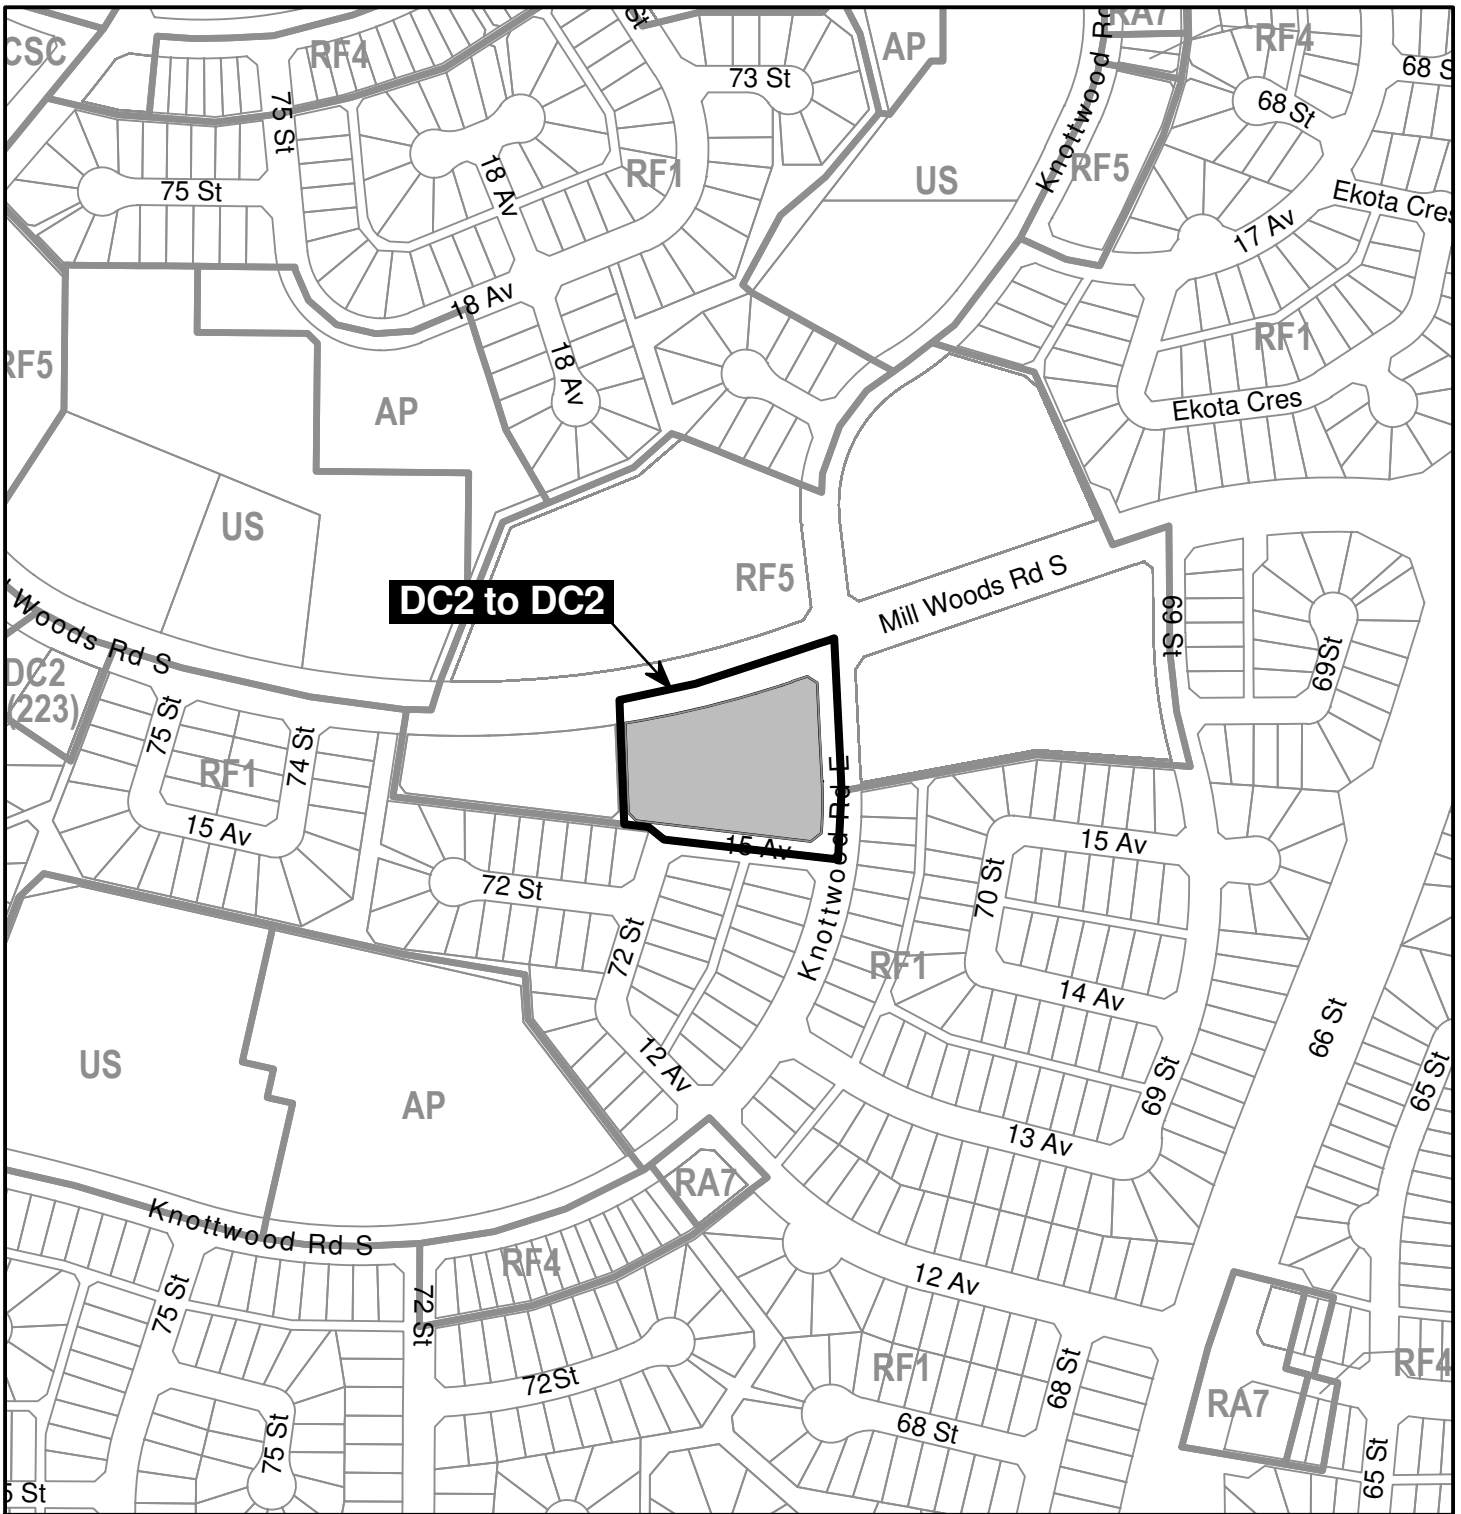 CSC
RF4
St
AP
Knottwood Rd
RA7
RF4
68 S
75 St
73 St
68 St
18 Av
RF1
US
RF5
75 St
Ekota Cres
17 Av
18 Av
RF1
RF5
18 Av
AP
Ekota Cres
US
RF5
DC2 to DC2
Mill Woods Rd S
69 St
69St
Woods Rd S
DC2
(223)
75 St
74 St
RF1
15 Av
Knottwood Rd E
15 Av
15 Av
72 St
70 St
72 St
RF1
14 Av
66 St
12 Av
US
AP
69 St
65 St
13 Av
RA7
Knottwood Rd S
RF4
12 Av
75 St
72 St
72St
RF1
68 St
RF4
RA7
68 St
75 St
65 St
5 St